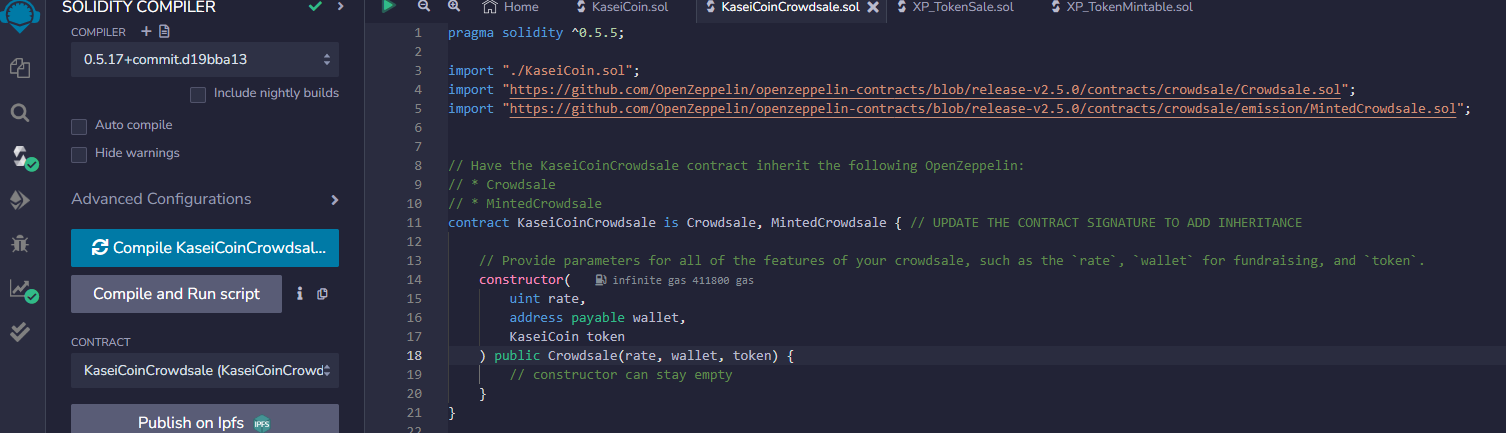 SOLIDITY COMPILER
COMPILER
0.5.17+commit.d19bba13
Include nightly builds
Auto compile
Hide warnings
Advanced Configurations
Compile KaseiCoinCrowdsal...
Compile and Run script
CONTRACT
KaseiCoinCrowdsale (KaseiCoinCrowd
Publish on Ipfs
IPFS
Home
KaseiCoin.sol
KaseiCoinCrowdsale.sol
XP_TokenSale.sol
XP_TokenMintable.sol
1 pragma solidity ^0.5.5;
2
3 import "./KaseiCoin.sol";
4 import "https://github.com/OpenZeppelin/openzeppelin-contracts/blob/release-v2.5.0/contracts/crowdsale/Crowdsale.sol";
5 import "https://github.com/OpenZeppelin/openzeppelin-contracts/blob/release-v2.5.0/contracts/crowdsale/emission/MintedCrowdsale.sol";
6
7
8 // Have the KaseiCoinCrowdsale contract inherit the following OpenZeppelin:
9 // * Crowdsale
10 // * MintedCrowdsale
11 contract KaseiCoinCrowdsale is Crowdsale, MintedCrowdsale { // UPDATE THE CONTRACT SIGNATURE TO ADD INHERITANCE
12
13 // Provide parameters for all of the features of your crowdsale, such as the `rate`, `wallet` for fundraising, and `token`.
14 constructor( infinite gas 411800 gas
15 uint rate,
16 address payable wallet,
17 KaseiCoin token
18 ) public Crowdsale(rate, wallet, token) {
19 // constructor can stay empty
20 }
21 }
22